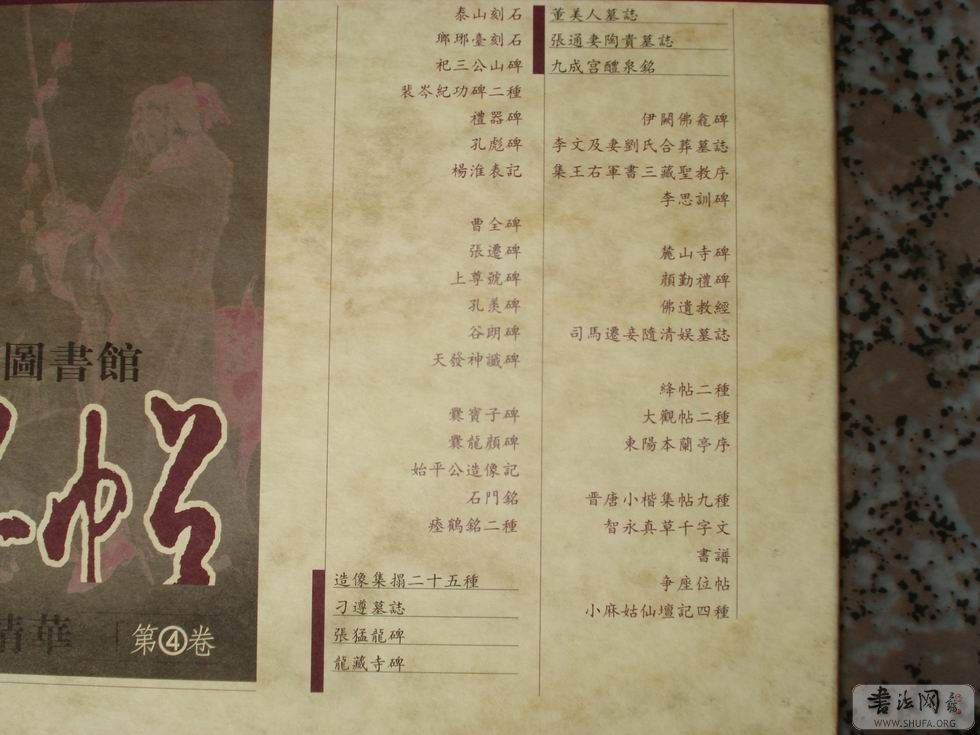 圖書館
帖
精華
第④卷
泰山刻石
瑯琊臺刻石
祀三公山碑
裴岑紀功碑二種
禮器碑
孔彪碑
楊淮表記
曹全碑
張遷碑
上尊號碑
孔羨碑
谷朗碑
天發神讖碑
爨寶子碑
爨龍顏碑
始平公造像記
石門銘
瘞鶴銘二種
造像集搨二十五種
刁遵墓誌
張猛龍碑
龍藏寺碑
董美人墓誌
張通妻陶貴墓誌
九成宮醴泉銘
伊闕佛龕碑
李文及妻劉氏合葬墓誌
集王右軍書三藏聖教序
李思訓碑
麓山寺碑
顏勤禮碑
佛遺教經
司馬遷妾隨清娛墓誌
絳帖二種
大觀帖二種
東陽本蘭亭序
晋唐小楷集帖九種
智永真草千字文
書譜
争座位帖
小麻姑仙壇記四種
書法网
WWW.SHUFA.ORG